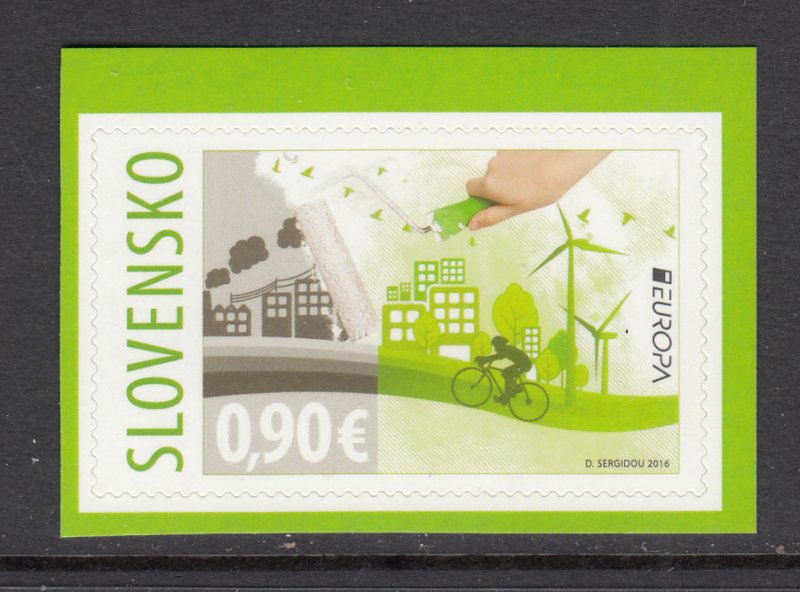 SLOVENSKO
0,90 €
EUROPA
D. SERGIDOU 2016